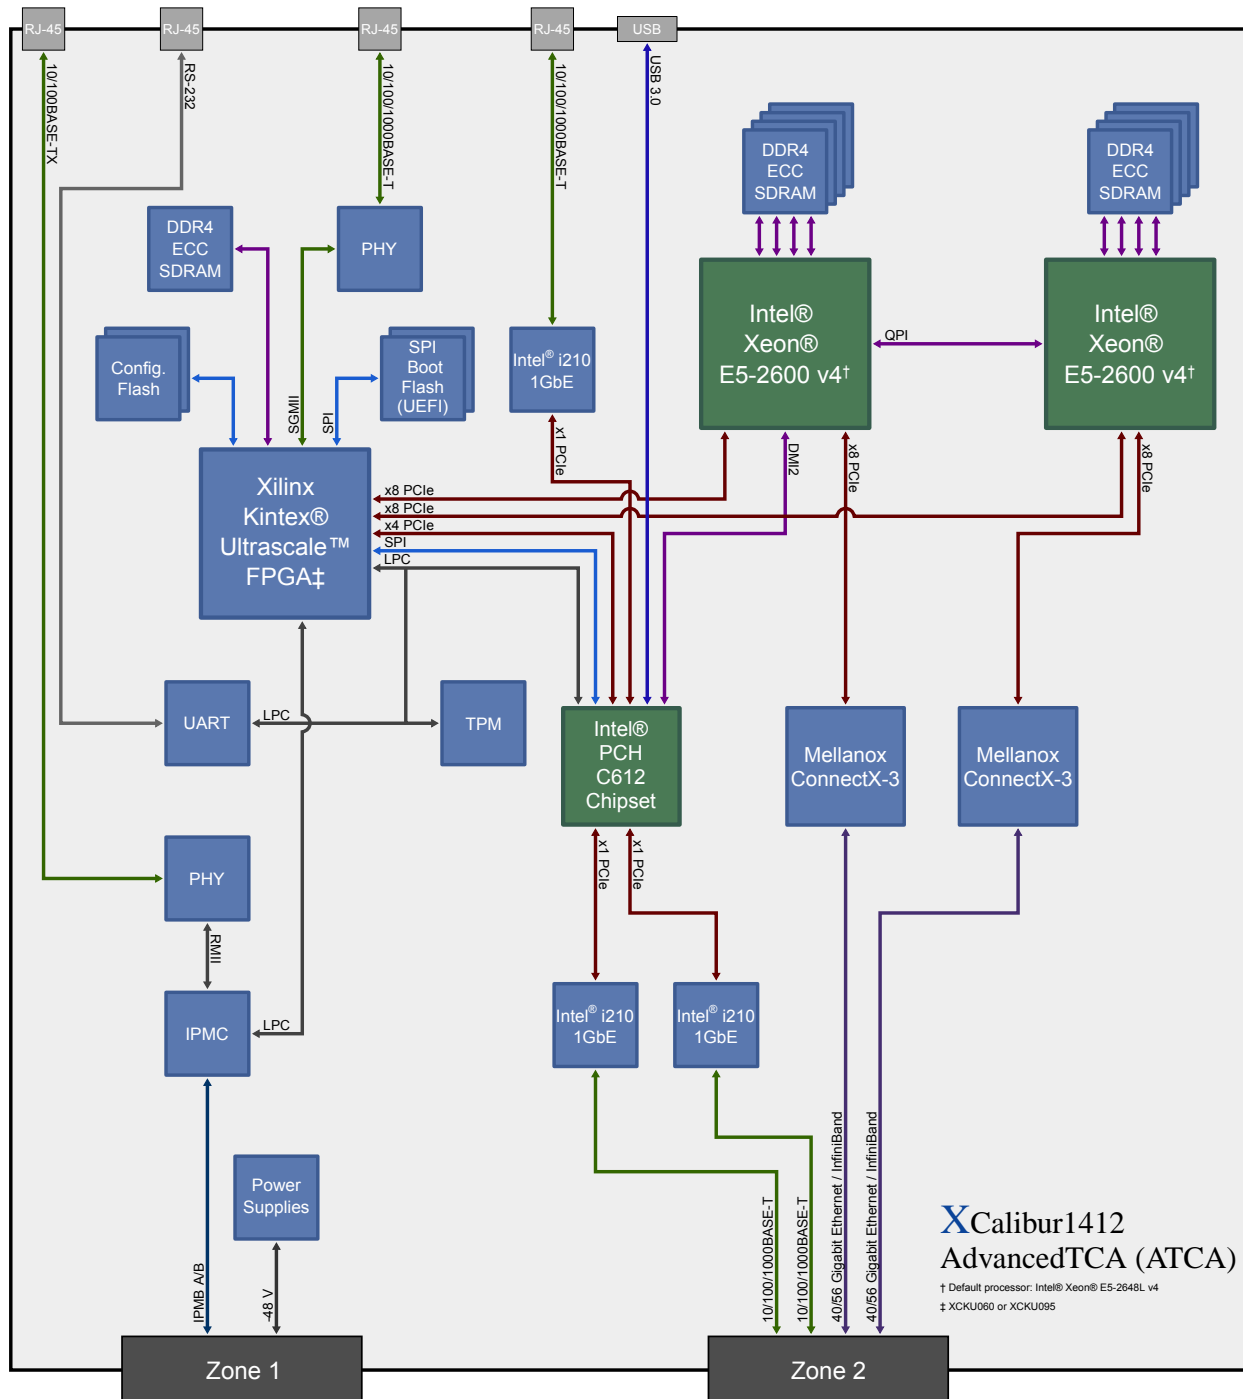 RJ-45
RJ-45
RJ-45
RJ-45
USB
10/100BASE-TX
RS-232
10/100/1000BASE-T
10/100/1000BASE-T
USB 3.0
DDR4
ECC
SDRAM
DDR4
ECC
SDRAM
DDR4
ECC
SDRAM
PHY
Config.
Flash
SPI
Boot
Flash
(UEFI)
Intel® i210
1GbE
Intel®
Xeon®
E5-2600 v4†
QPI
Intel®
Xeon®
E5-2600 v4†
SGMII
SPI
x1 PCIe
DMI2
x8 PCIe
x8 PCIe
Xilinx
Kintex®
Ultrascale™
FPGA‡
x8 PCIe
x8 PCIe
x4 PCIe
SPI
LPC
UART
LPC
TPM
Intel®
PCH
C612
Chipset
Mellanox
ConnectX-3
Mellanox
ConnectX-3
x1 PCIe
x1 PCIe
PHY
RMII
IPMC
LPC
Intel® i210
1GbE
Intel® i210
1GbE
Power
Supplies
IPMB A/B
-48 V
10/100/1000BASE-T
10/100/1000BASE-T
40/56 Gigabit Ethernet / InfiniBand
40/56 Gigabit Ethernet / InfiniBand
XCalibur1412
AdvancedTCA (ATCA)
† Default processor: Intel® Xeon® E5-2648L v4
‡ XCKU060 or XCKU095
Zone 1
Zone 2